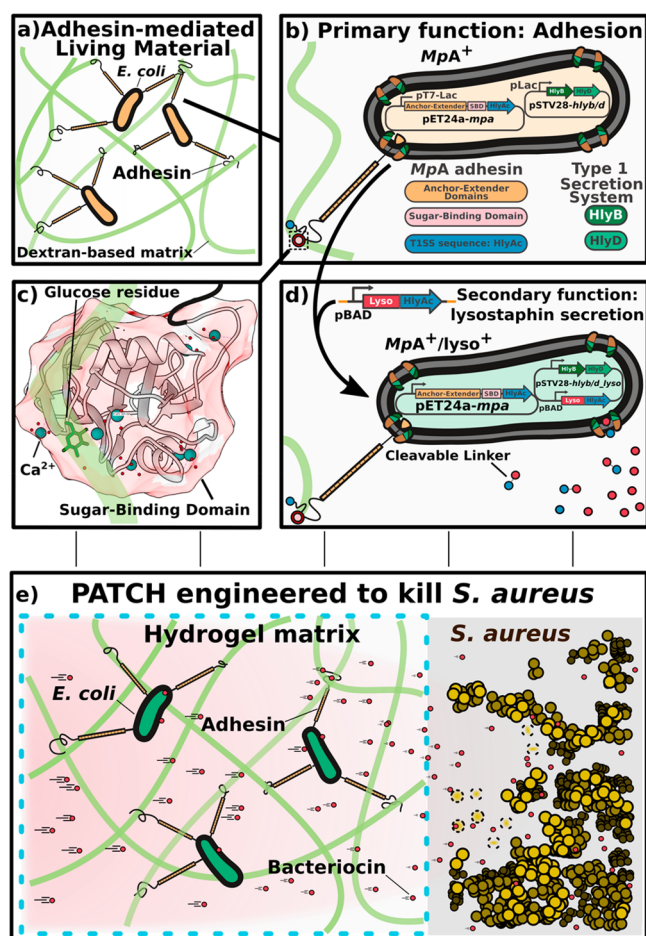 a) Adhesin-mediated
Living Material
E. coli
Adhesin
Dextran-based matrix
b) Primary function: Adhesion
MpA+
pT7-Lac
Anchor-Extender SBD HlyAc
pET24a-mpa
pLac
HlyB HlyD
pSTV28-hlyb/d
MpA adhesin
Anchor-Extender
Domains
Sugar-Binding Domain
T1SS sequence: HlyAc
Type 1
Secretion
System
HlyB
HlyD
c)
Glucose residue
Ca2+
Sugar-Binding Domain
d)
Lyso HlyAc
pBAD
Secondary function:
lysostaphin secretion
MpA+/lyso+
Anchor-Extender SBD HlyAc
pET24a-mpa
HlyB HlyD
pSTV28-hlyb/d_lyso
pBAD
Lyso HlyAc
Cleavable Linker
e) PATCH engineered to kill S. aureus
Hydrogel matrix
S. aureus
E. coli
Adhesin
Bacteriocin